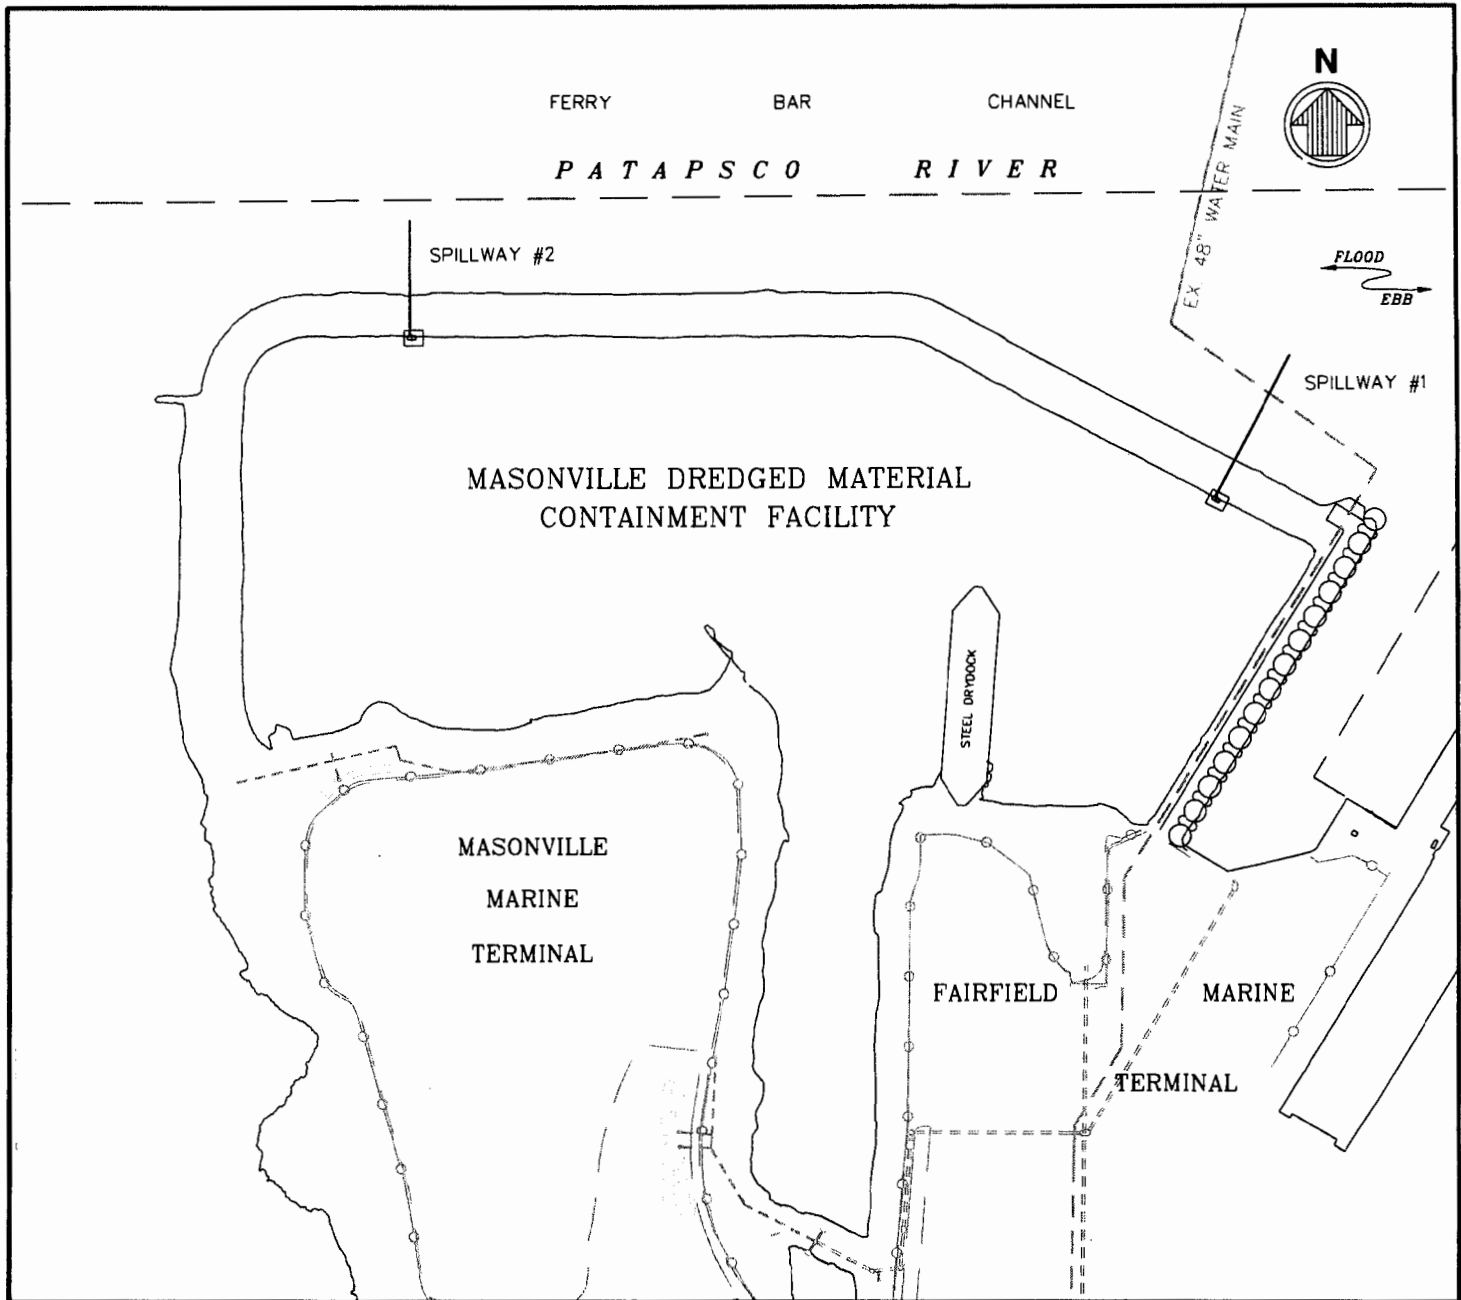 N
FERRY BAR CHANNEL
PATAPSCO RIVER
EX. 48" WATER MAIN
SPILLWAY #2
FLOOD
EBB
SPILLWAY #1
MASONVILLE DREDGED MATERIAL
CONTAINMENT FACILITY
STEEL DRYDOCK
MASONVILLE
MARINE
TERMINAL
FAIRFIELD MARINE
TERMINAL